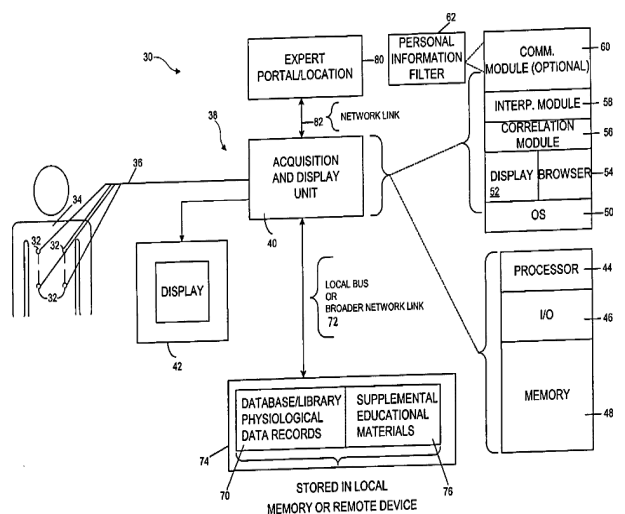 62
PERSONAL
INFORMATION
FILTER
30
EXPERT
PORTAL/LOCATION
80
COMM.
MODULE (OPTIONAL)
60
INTERP. MODULE
58
CORRELATION
MODULE
56
DISPLAY
52
BROWSER
54
OS
50
82
NETWORK LINK
38
36
ACQUISITION
AND DISPLAY
UNIT
40
34
32
32
32
DISPLAY
42
LOCAL BUS
OR
BROADER NETWORK LINK
72
PROCESSOR
44
I/O
46
MEMORY
48
DATABASE/LIBRARY
PHYSIOLOGICAL
DATA RECORDS
SUPPLEMENTAL
EDUCATIONAL
MATERIALS
74
70
76
STORED IN LOCAL
MEMORY OR REMOTE DEVICE